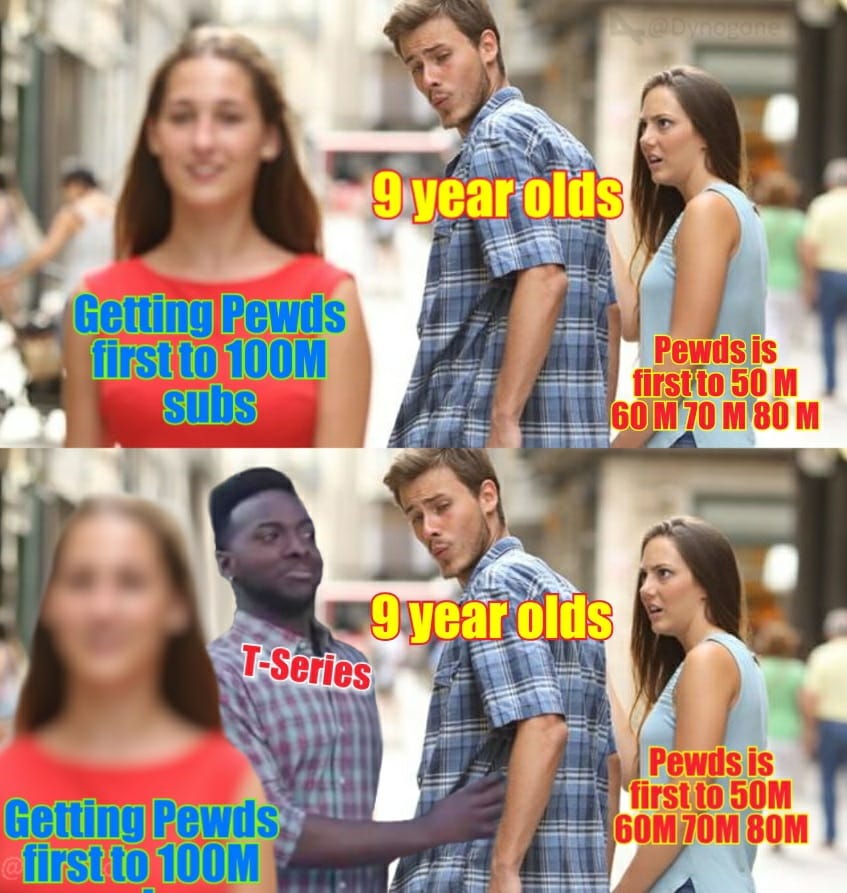 @Dynogone
9 year olds
Getting Pewds
first to 100M
subs
Pewds is
first to 50 M
60 M 70 M 80 M
9 year olds
T-Series
Pewds is
first to 50M
60M 70M 80M
Getting Pewds
first to 100M